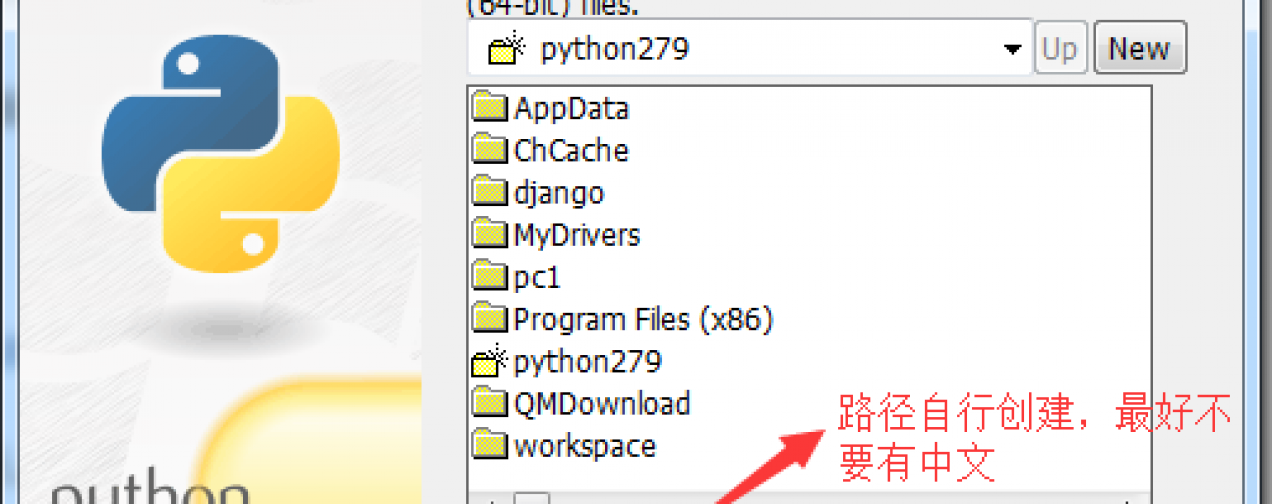 (64-bit) files.
python279
Up
New
AppData
ChCache
django
MyDrivers
pc1
Program Files (x86)
python279
QMDownload
workspace
路径自行创建，最好不
要有中文
python